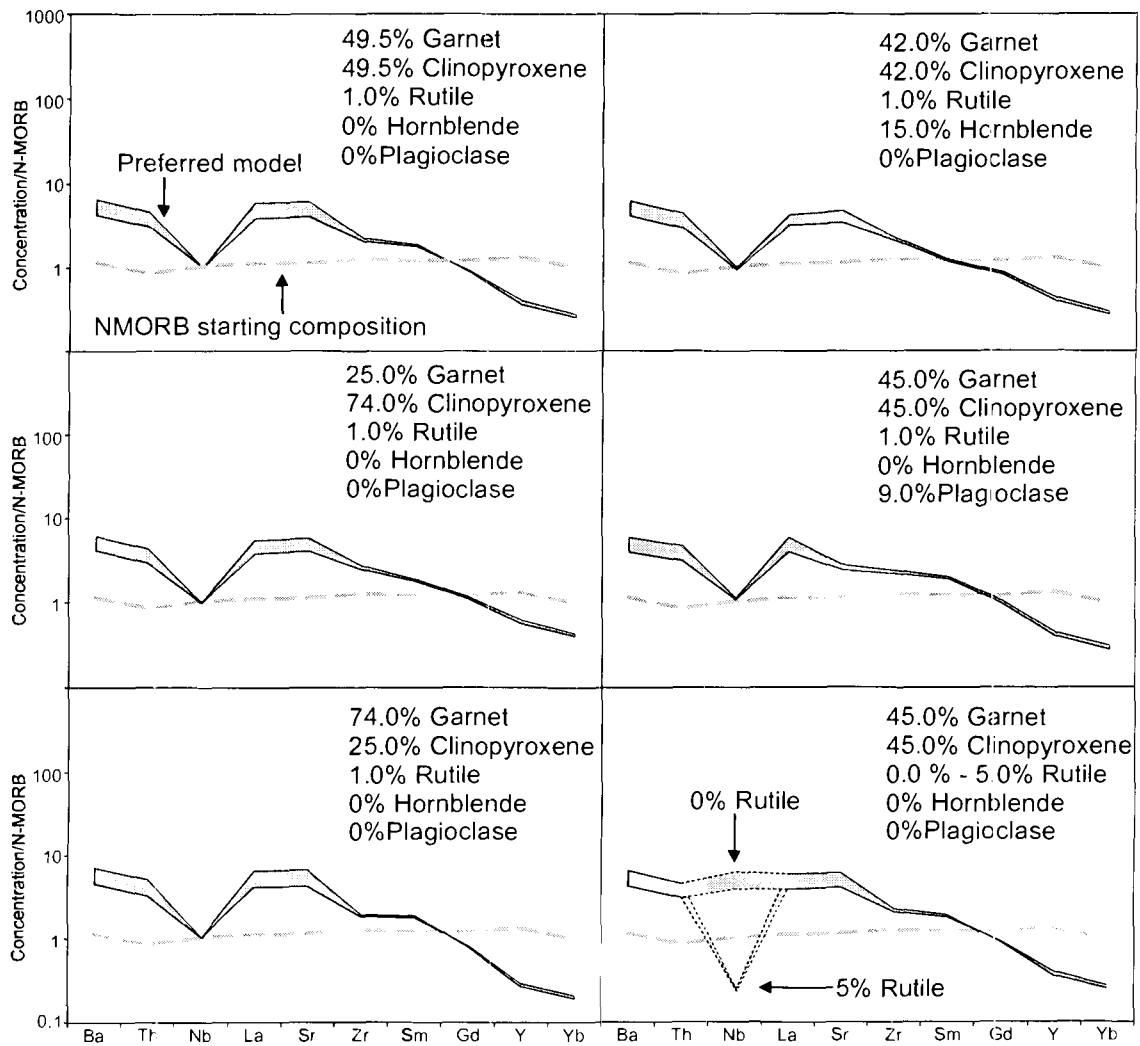 1000
100
10
1
Concentration/N-MORB
49.5% Garnet
49.5% Clinopyroxene
1.0% Rutile
0% Hornblende
0%Plagioclase
Preferred model
NMORB starting composition
42.0% Garnet
42.0% Clinopyroxene
1.0% Rutile
15.0% Hornblende
0%Plagioclase
100
10
1
Concentration/N-MORB
25.0% Garnet
74.0% Clinopyroxene
1.0% Rutile
0% Hornblende
0%Plagioclase
45.0% Garnet
45.0% Clinopyroxene
1.0% Rutile
0% Hornblende
9.0%Plagioclase
100
10
1
0.1
Concentration/N-MORB
74.0% Garnet
25.0% Clinopyroxene
1.0% Rutile
0% Hornblende
0%Plagioclase
45.0% Garnet
45.0% Clinopyroxene
0.0 % - 5.0% Rutile
0% Hornblende
0%Plagioclase
0% Rutile
5% Rutile
Ba Th Nb La Sr Zr Sm Gd Y Yb
Ba Th Nb La Sr Zr Sm Gd Y Yb